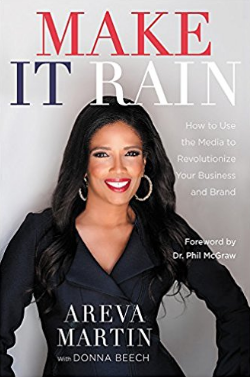 MAKE
IT RAIN
How to Use
the Media to
Revolutionize
Your Business
and Brand
Foreword by
Dr. Phil McGraw
AREVA
MARTIN
With DONNA BEECH